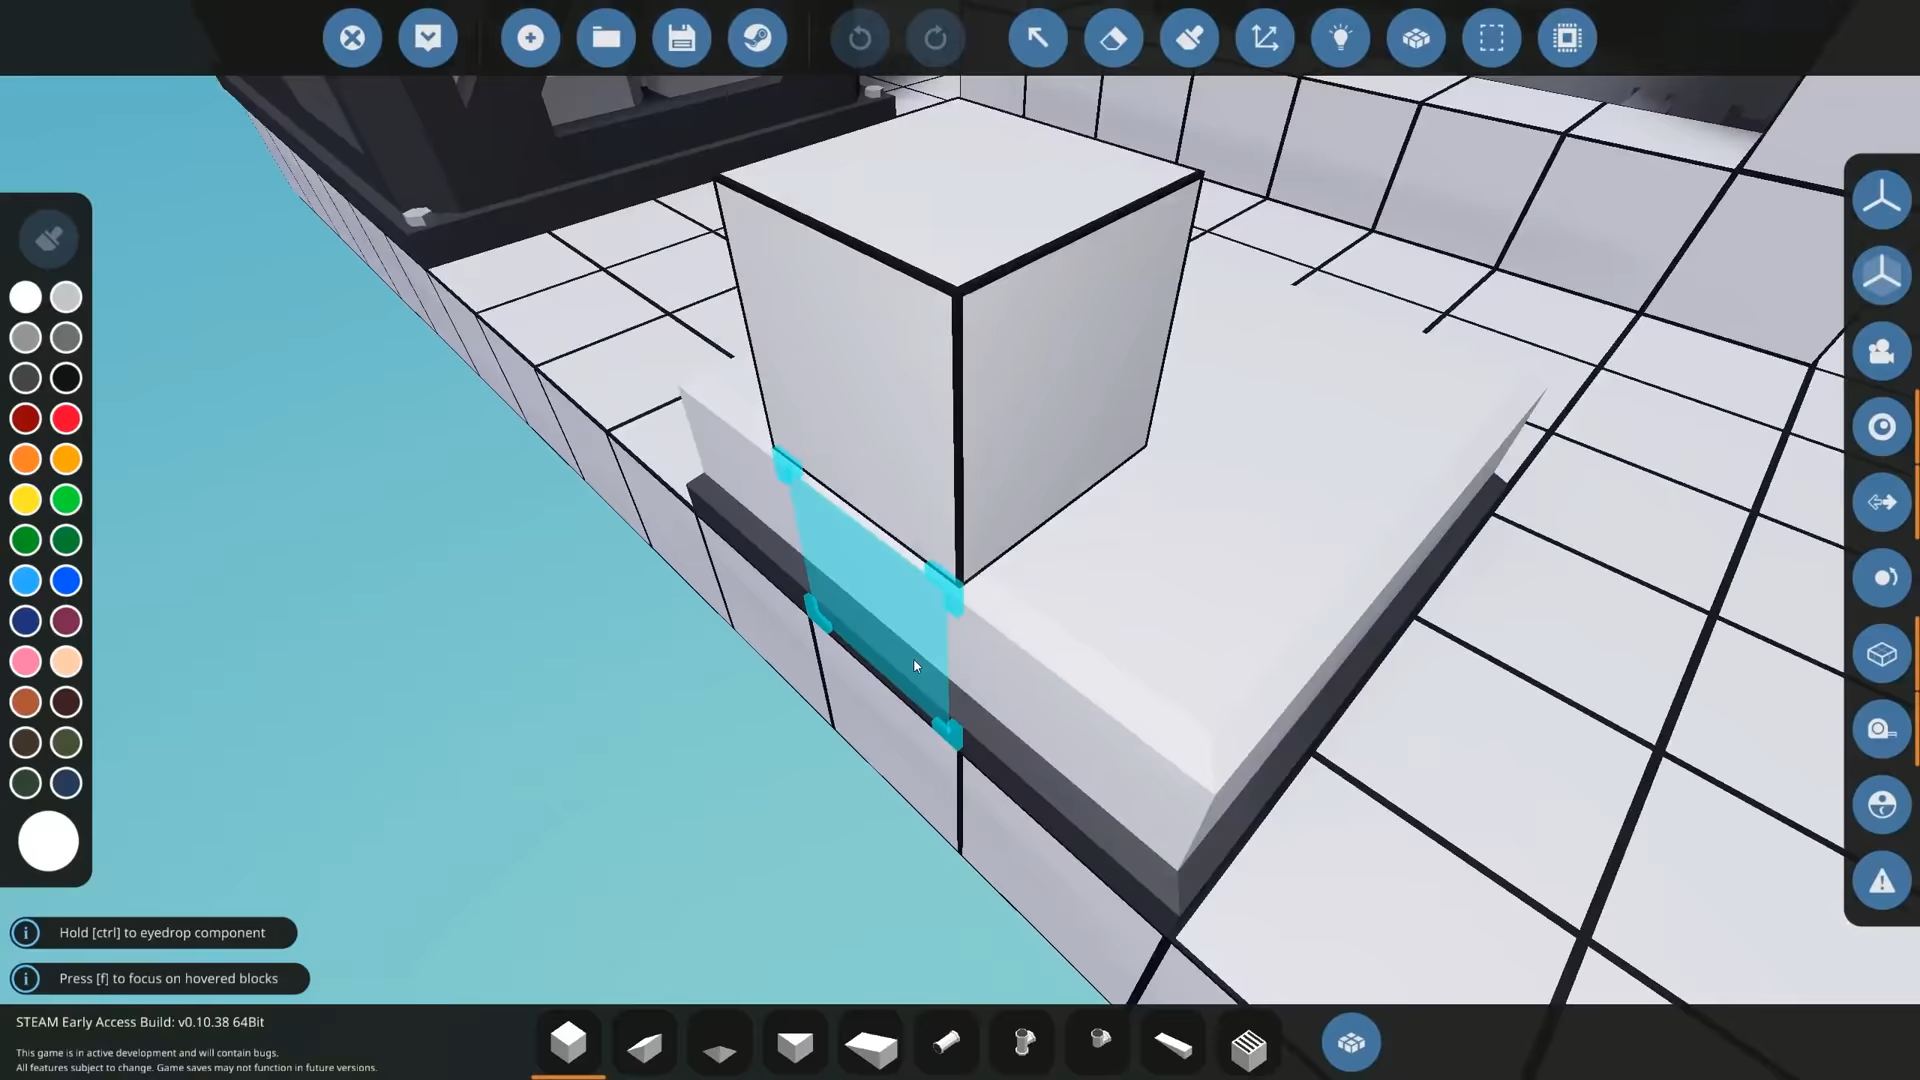 Hold [ctrl] to eyedrop component
Press [f] to focus on hovered blocks
STEAM Early Access Build: v0.10.38 64Bit
This game is in active development and will contain bugs.
All features subject to change. Game saves may not function in future versions.